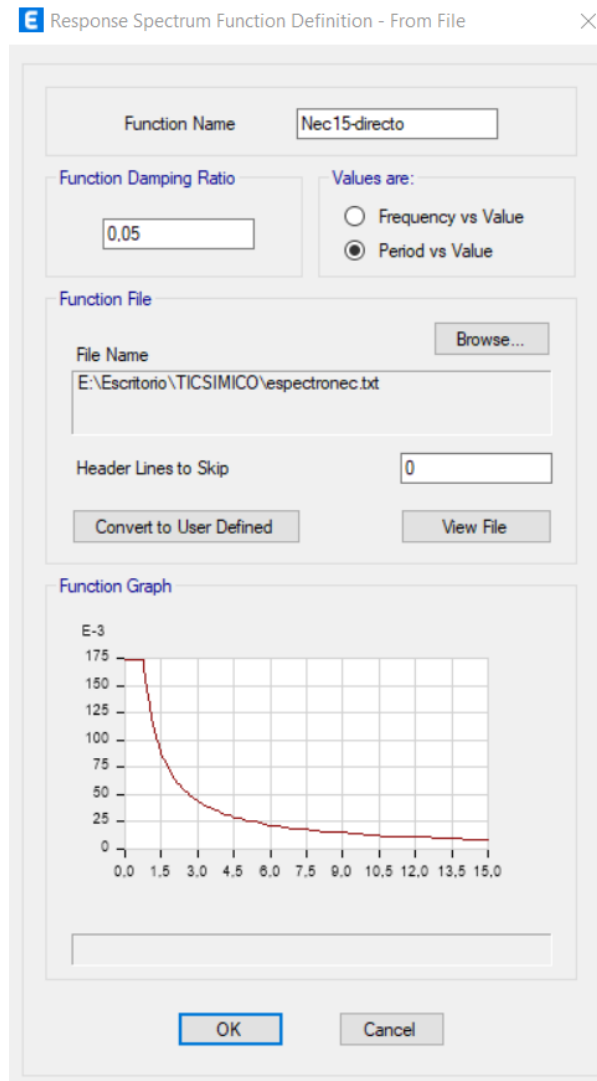 E Response Spectrum Function Definition - From File
Function Name Nec15-directo
Function Damping Ratio
0,05
Values are:
Frequency vs Value
Period vs Value
Function File
Browse...
File Name
E:\Escritorio\TICSIMICO\espectronec.txt
Header Lines to Skip 0
Convert to User Defined View File
Function Graph
E-3
175
150
125
100
75
50
25
0
0,0 1,5 3,0 4,5 6,0 7,5 9,0 10,5 12,0 13,5 15,0
OK Cancel